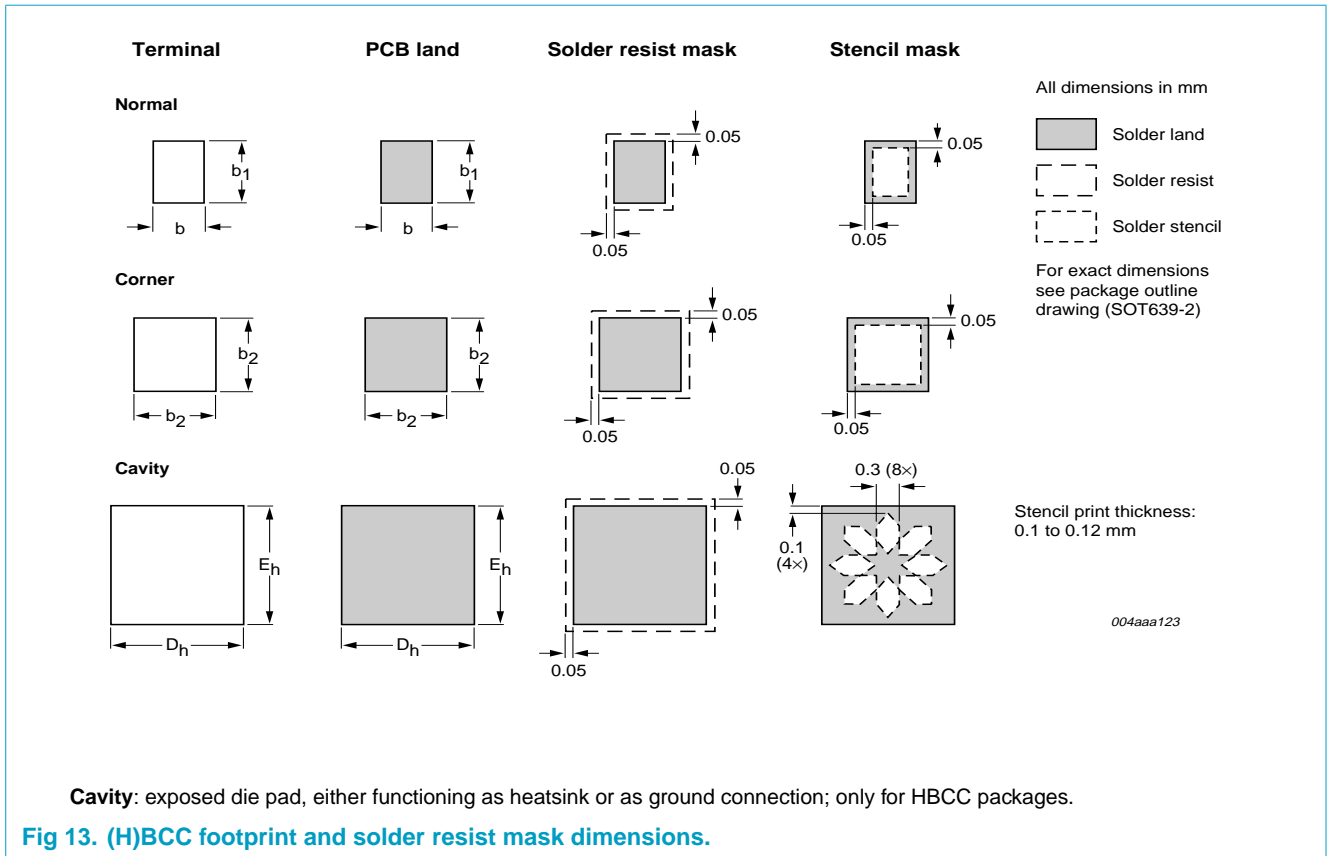 Terminal
PCB land
Solder resist mask
Stencil mask
All dimensions in mm
Solder land
Solder resist
Solder stencil
For exact dimensions
see package outline
drawing (SOT639-2)
Normal
b1
b
b1
b
0.05
0.05
0.05
0.05
Corner
b2
b2
b2
b2
0.05
0.05
0.05
0.05
Cavity
Eh
Dh
Eh
Dh
0.05
0.05
0.3 (8×)
0.1
(4×)
Stencil print thickness:
0.1 to 0.12 mm
004aaa123
Cavity: exposed die pad, either functioning as heatsink or as ground connection; only for HBCC packages.
Fig 13. (H)BCC footprint and solder resist mask dimensions.